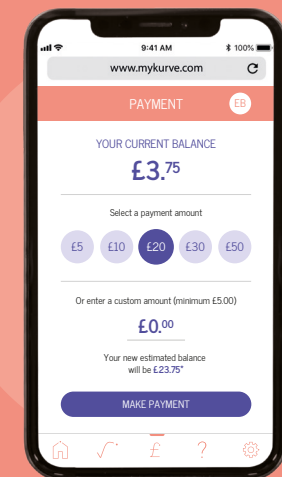 9:41 AM 100%
www.mykurve.com
PAYMENT EB
YOUR CURRENT BALANCE
£3.75
Select a payment amount
£5 £10 £20 £30 £50
Or enter a custom amount (minimum £5.00)
£0.00
Your new estimated balance
will be £23.75*
MAKE PAYMENT
£ ?